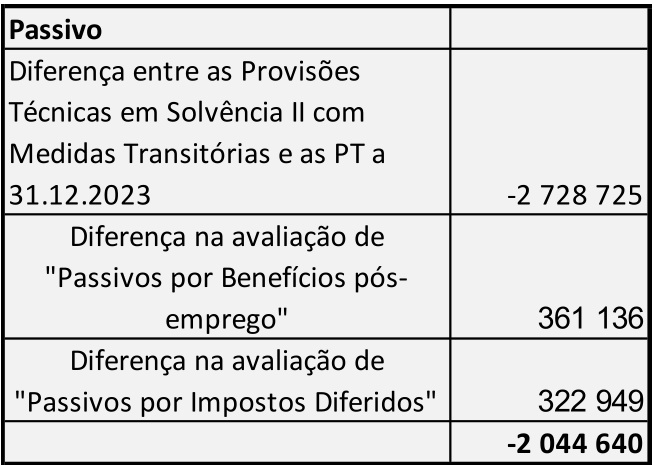 Passivo
Diferença entre as Provisões
Técnicas em Solvência II com
Medidas Transitórias e as PT a
31.12.2023 -2 728 725
Diferença na avaliação de
"Passivos por Benefícios pós-
emprego" 361 136
Diferença na avaliação de
"Passivos por Impostos Diferidos" 322 949
-2 044 640